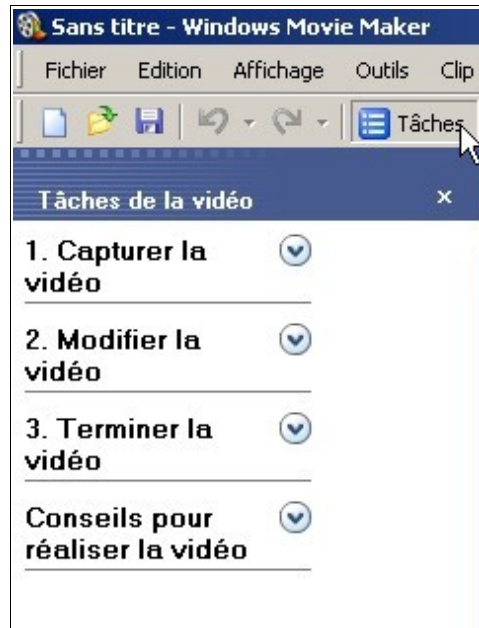 Sans titre - Windows Movie Maker
Fichier Edition Affichage Outils Clip
Tâches
Tâches de la vidéo
1. Capturer la
vidéo
2. Modifier la
vidéo
3. Terminer la
vidéo
Conseils pour
réaliser la vidéo